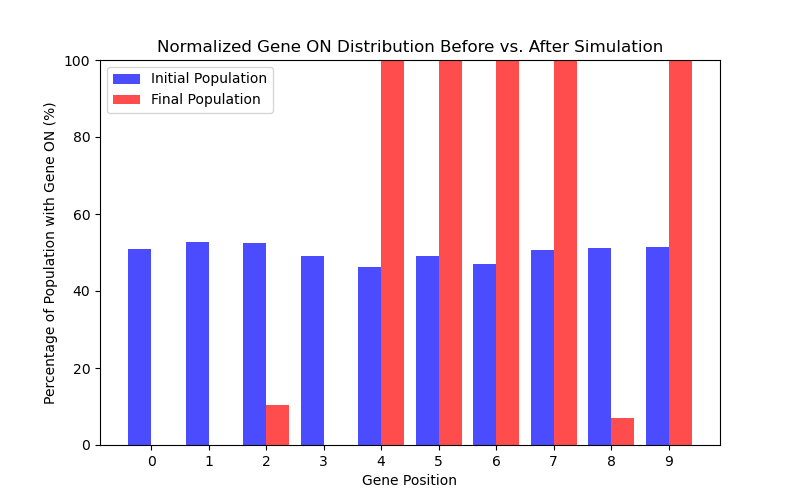 Normalized Gene ON Distribution Before vs. After Simulation
Initial Population
Final Population
Percentage of Population with Gene ON (%)
100
80
60
40
20
0
0 1 2 3 4 5 6 7 8 9
Gene Position